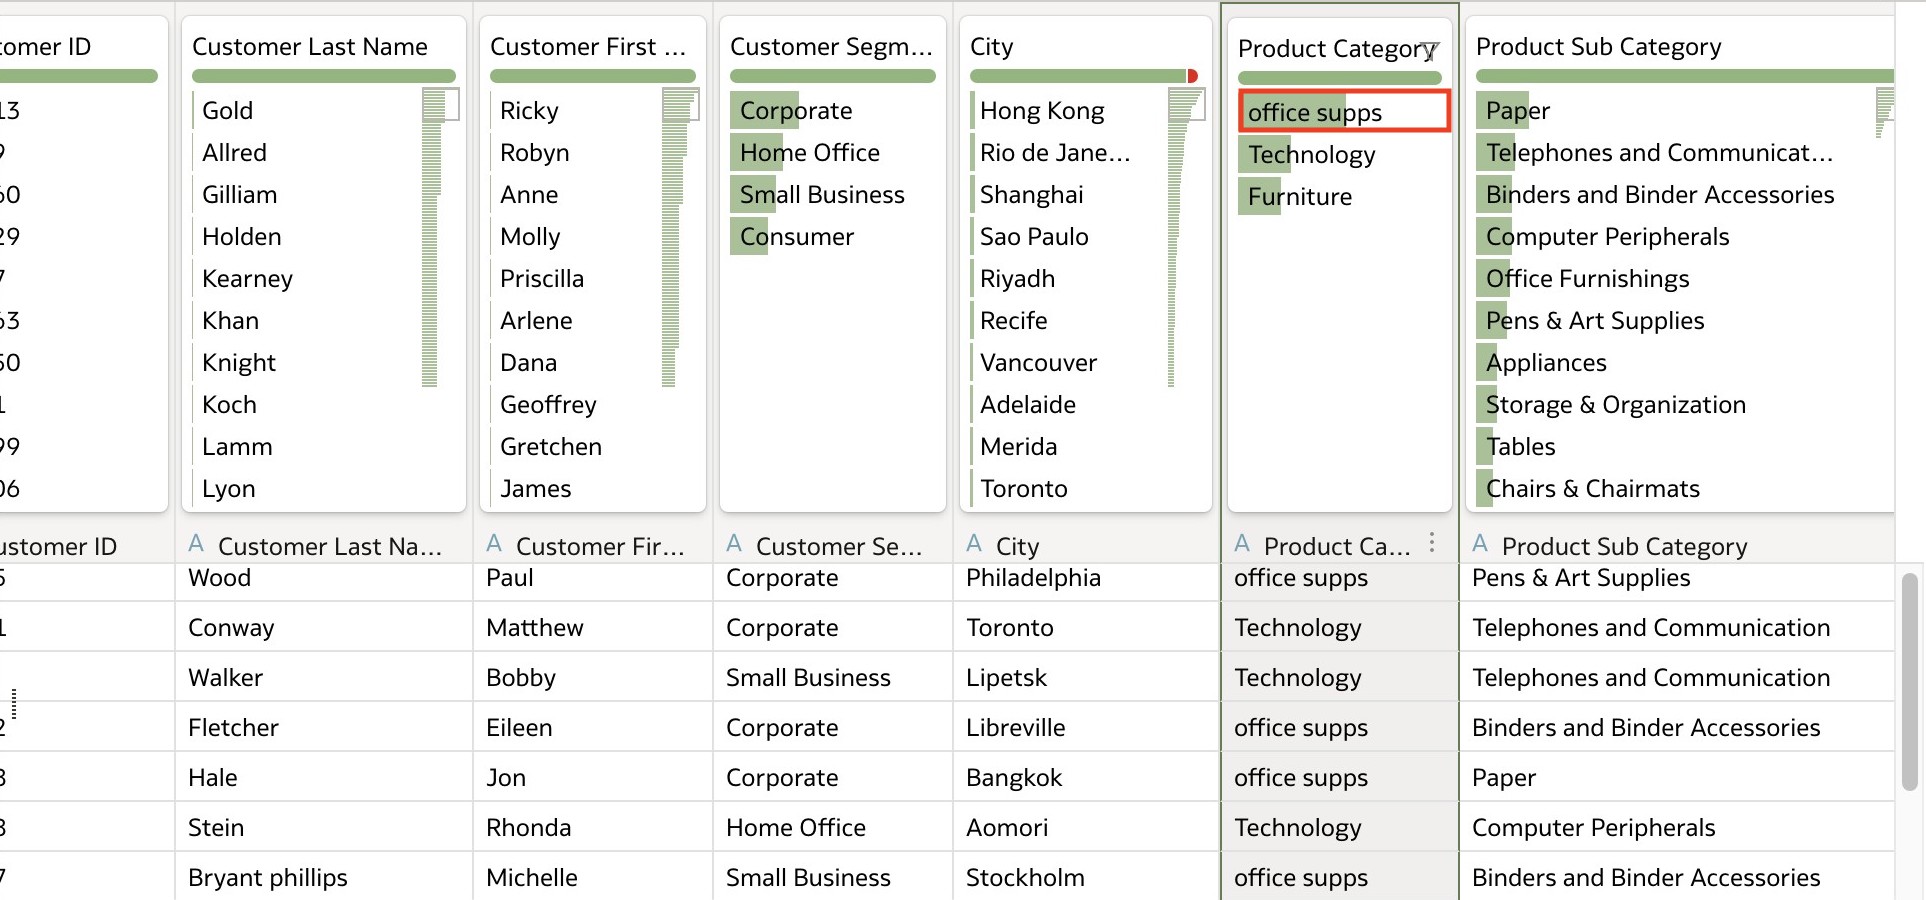 tomer ID
13
9
60
29
7
63
50
1
99
06
Customer Last Name
Gold
Allred
Gilliam
Holden
Kearney
Khan
Knight
Koch
Lamm
Lyon
Customer First ...
Ricky
Robyn
Anne
Molly
Priscilla
Arlene
Dana
Geoffrey
Gretchen
James
Customer Segm...
Corporate
Home Office
Small Business
Consumer
City
Hong Kong
Rio de Jane...
Shanghai
Sao Paulo
Riyadh
Recife
Vancouver
Adelaide
Merida
Toronto
Product Category
office supps
Technology
Furniture
Product Sub Category
Paper
Telephones and Communicat...
Binders and Binder Accessories
Computer Peripherals
Office Furnishings
Pens & Art Supplies
Appliances
Storage & Organization
Tables
Chairs & Chairmats
ustomer ID A Customer Last Na... A Customer Fir... A Customer Se... A City A Product Ca... A Product Sub Category
5 Wood Paul Corporate Philadelphia office supps Pens & Art Supplies
1 Conway Matthew Corporate Toronto Technology Telephones and Communication
Walker Bobby Small Business Lipetsk Technology Telephones and Communication
2 Fletcher Eileen Corporate Libreville office supps Binders and Binder Accessories
3 Hale Jon Corporate Bangkok office supps Paper
3 Stein Rhonda Home Office Aomori Technology Computer Peripherals
7 Bryant phillips Michelle Small Business Stockholm office supps Binders and Binder Accessories